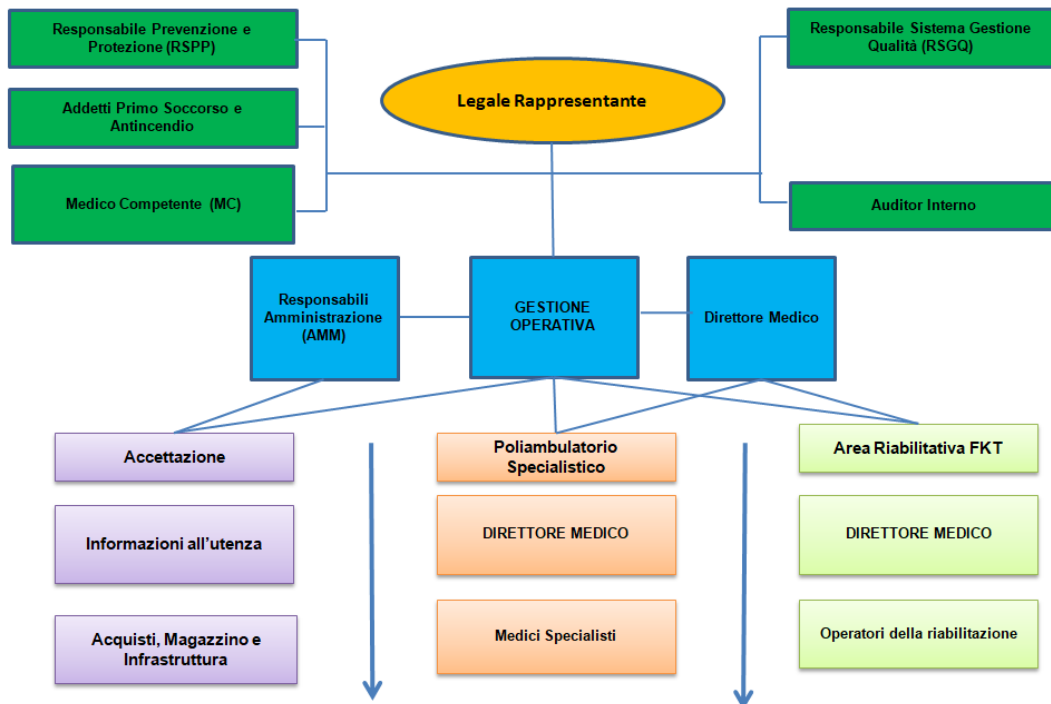 Responsabile Prevenzione e
Protezione (RSPP)
Responsabile Sistema Gestione
Qualità (RSGQ)
Legale Rappresentante
Addetti Primo Soccorso e
Antincendio
Medico Competente (MC)
Auditor Interno
Responsabili
Amministrazione
(AMM)
GESTIONE
OPERATIVA
Direttore Medico
Accettazione
Poliambulatorio
Specialistico
Area Riabilitativa FKT
Informazioni all’utenza
DIRETTORE MEDICO
DIRETTORE MEDICO
Acquisti, Magazzino e
Infrastruttura
Medici Specialisti
Operatori della riabilitazione